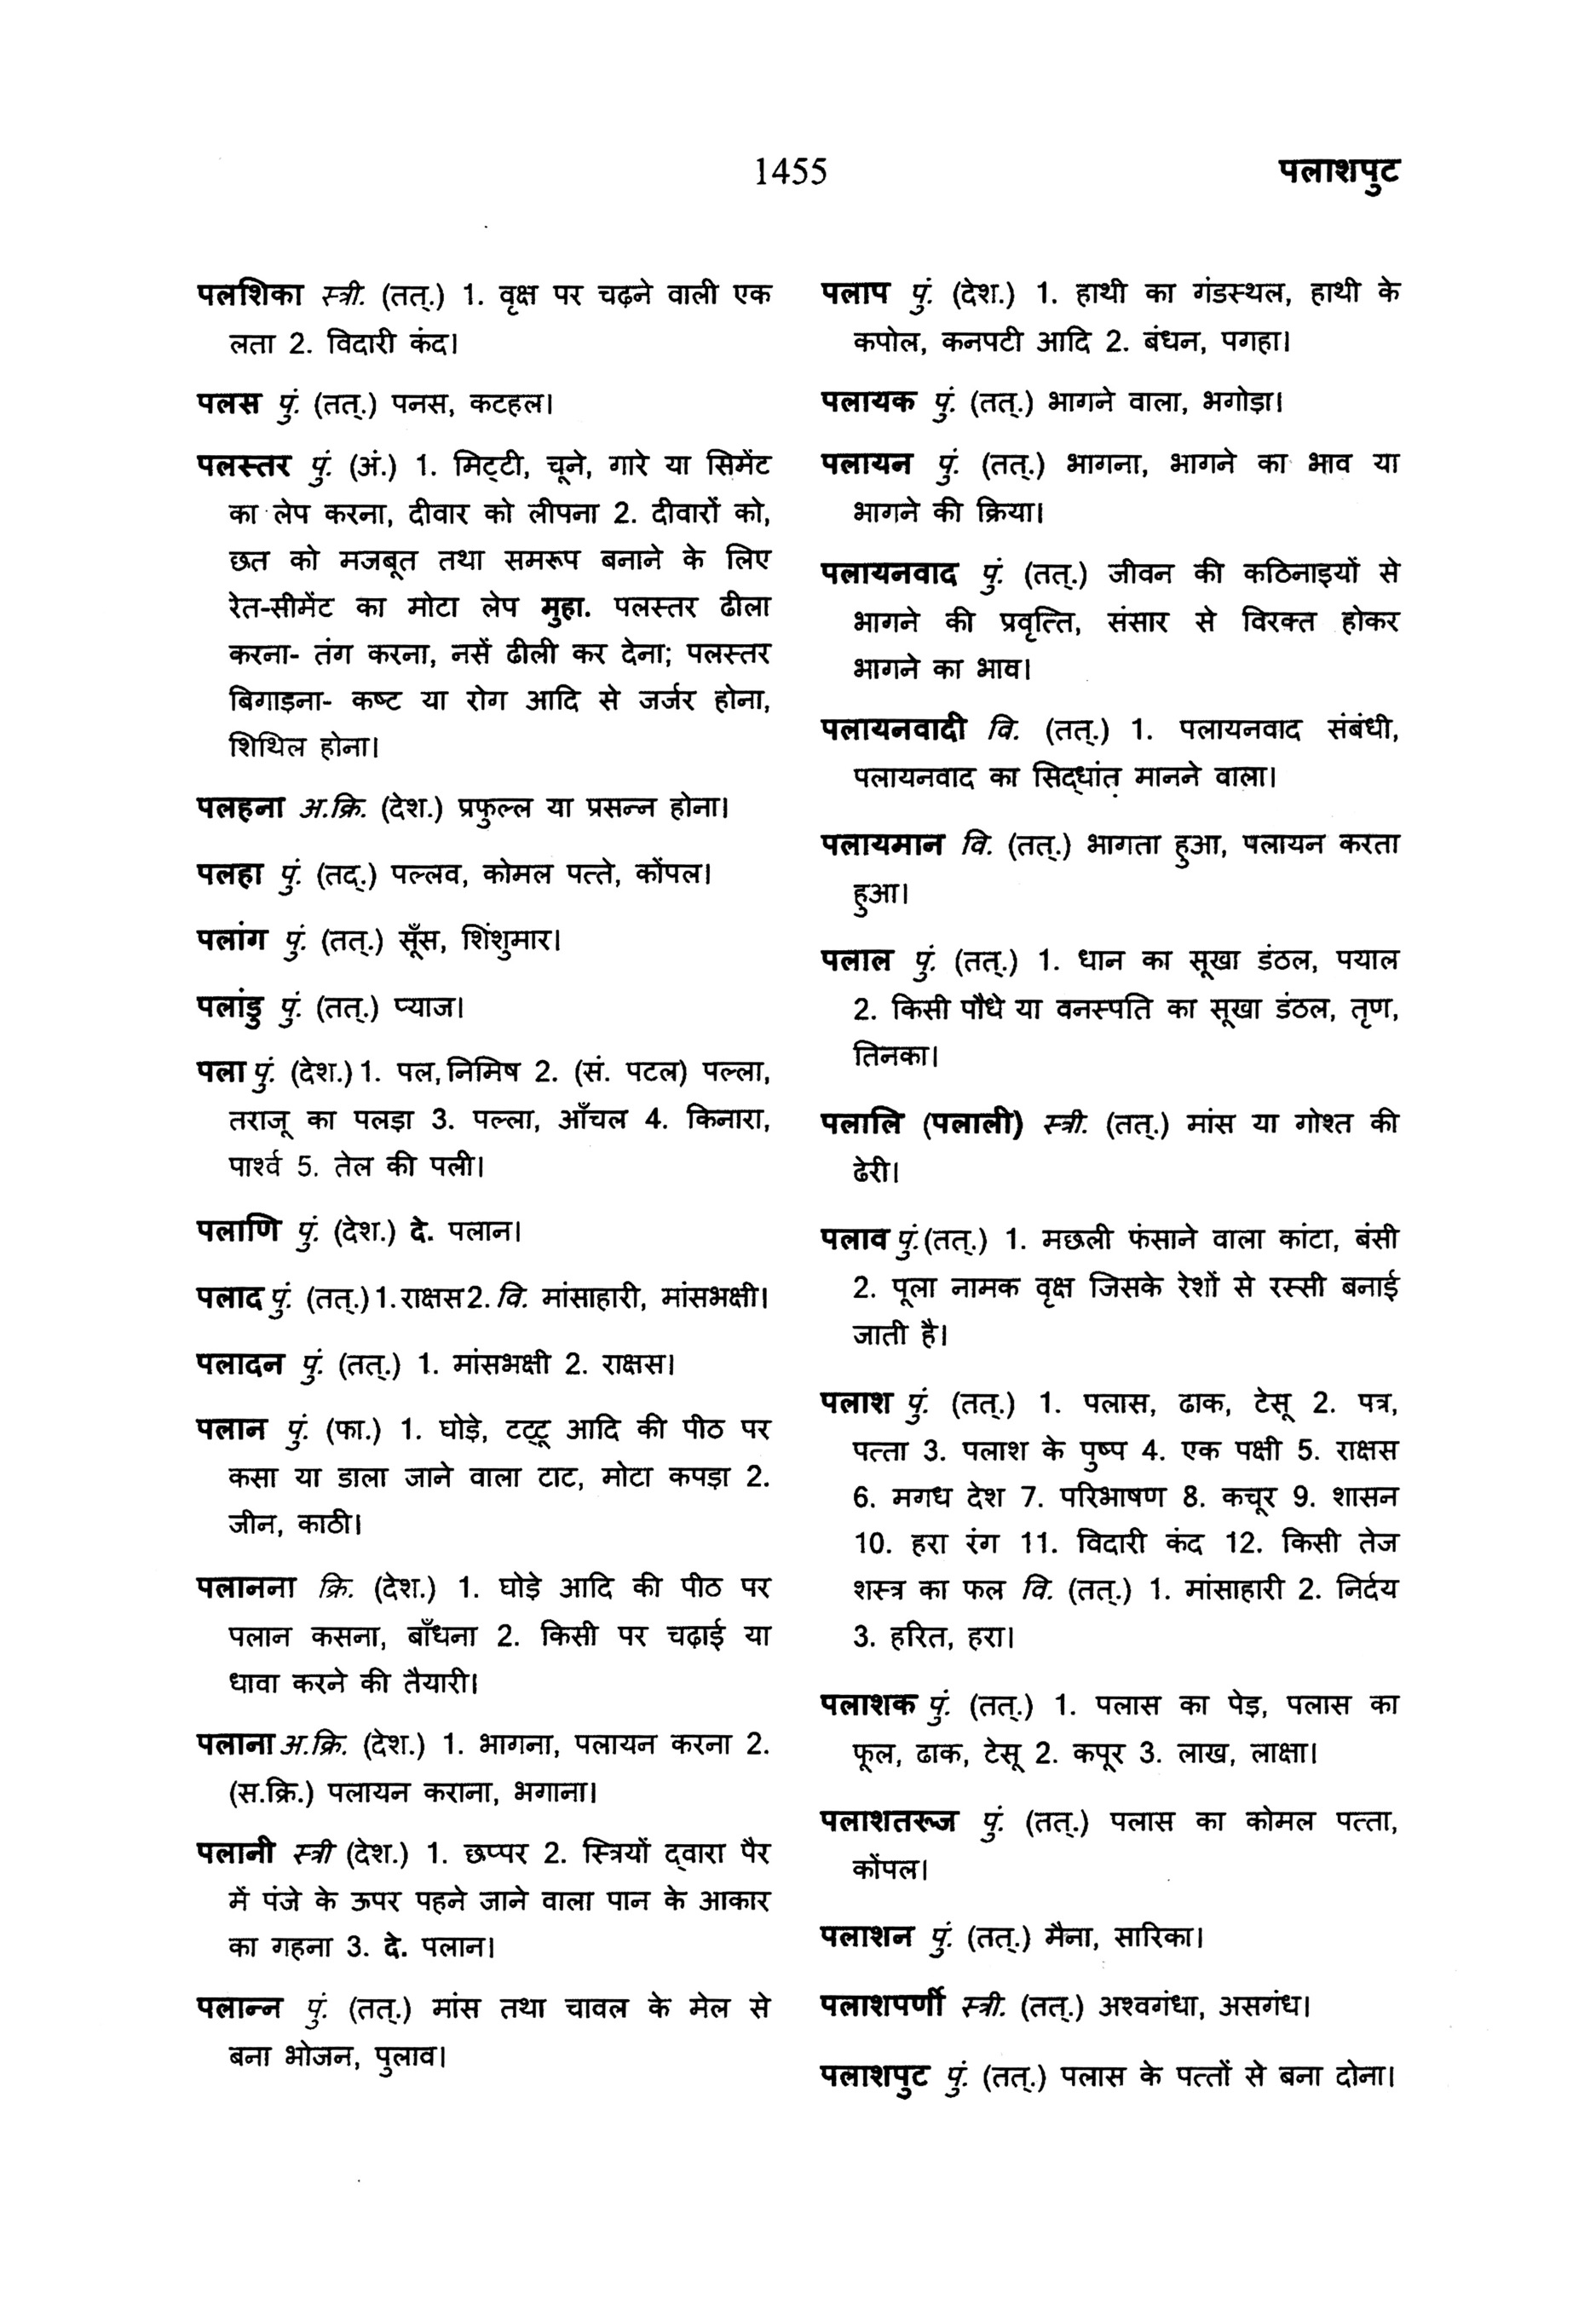 1455
पलाशपुट
पलशिका स्त्री. (तत्.) 1. वृक्ष पर चढ़ने वाली एक
लता 2. विदारी कंद।
पलस पुं. (तत्.) पनस, कटहल।
पलस्तर पुं. (अं.) 1. मिट्टी, चूने, गारे या सिमेंट
का लेप करना, दीवार को लीपना 2. दीवारों को,
छत को मजबूत तथा समरूप बनाने के लिए
रेत-सीमेंट का मोटा लेप मुहा. पलस्तर ढीला
करना- तंग करना, नसें ढीली कर देना; पलस्तर
बिगाड़ना- कष्ट या रोग आदि से जर्जर होना,
शिथिल होना।
पलहना अ.क्रि. (देश.) प्रफुल्ल या प्रसन्न होना।
पलहा पुं. (तद्.) पल्लव, कोमल पत्ते, कोंपल।
पलांग पुं. (तत्.) सूँस, शिंशुमार।
पलांडु पुं. (तत्.) प्याज।
पला पुं. (देश.) 1. पल, निमिष 2. (सं. पटल) पल्ला,
तराजू का पलड़ा 3. पल्ला, आँचल 4. किनारा,
पार्श्व 5. तेल की पली।
पलाणि पुं. (देश.) दे. पलान।
पलाद पुं. (तत्.) 1. राक्षस 2. वि. मांसाहारी, मांसभक्षी।
पलादन पुं. (तत्.) 1. मांसभक्षी 2. राक्षस।
पलान पुं. (फा.) 1. घोड़े, टट्टू आदि की पीठ पर
कसा या डाला जाने वाला टाट, मोटा कपड़ा 2.
जीन, काठी।
पलानना क्रि. (देश.) 1. घोड़े आदि की पीठ पर
पलान कसना, बाँधना 2. किसी पर चढ़ाई या
धावा करने की तैयारी।
पलाना अ.क्रि. (देश.) 1. भागना, पलायन करना 2.
(स.क्रि.) पलायन कराना, भगाना।
पलानी स्त्री (देश.) 1. छप्पर 2. स्त्रियों द्वारा पैर
में पंजे के ऊपर पहने जाने वाला पान के आकार
का गहना 3. दे. पलान।
पलान्न पुं. (तत्.) मांस तथा चावल के मेल से
बना भोजन, पुलाव।
पलाप पुं. (देश.) 1. हाथी का गंडस्थल, हाथी के
कपोल, कनपटी आदि 2. बंधन, पगहा।
पलायक पुं. (तत्.) भागने वाला, भगोड़ा।
पलायन पुं. (तत्.) भागना, भागने का भाव या
भागने की क्रिया।
पलायनवाद पुं. (तत्.) जीवन की कठिनाइयों से
भागने की प्रवृत्ति, संसार से विरक्त होकर
भागने का भाव।
पलायनवादी वि. (तत्.) 1. पलायनवाद संबंधी,
पलायनवाद का सिद्धांत मानने वाला।
पलायमान वि. (तत्.) भागता हुआ, पलायन करता
हुआ।
पलाल पुं. (तत्.) 1. धान का सूखा डंठल, पयाल
2. किसी पौधे या वनस्पति का सूखा डंठल, तृण,
तिनका।
पलालि (पलाली) स्त्री. (तत्.) मांस या गोश्त की
ढेरी।
पलाव पुं. (तत्.) 1. मछली फंसाने वाला कांटा, बंसी
2. पूला नामक वृक्ष जिसके रेशों से रस्सी बनाई
जाती है।
पलाश पुं. (तत्.) 1. पलास, ढाक, टेसू 2. पत्र,
पत्ता 3. पलाश के पुष्प 4. एक पक्षी 5. राक्षस
6. मगध देश 7. परिभाषण 8. कचूर 9. शासन
10. हरा रंग 11. विदारी कंद 12. किसी तेज
शस्त्र का फल वि. (तत्.) 1. मांसाहारी 2. निर्दय
3. हरित, हरा।
पलाशक पुं. (तत्.) 1. पलास का पेड़, पलास का
फूल, ढाक, टेसू 2. कपूर 3. लाख, लाक्षा।
पलाशतरूज पुं. (तत्.) पलास का कोमल पत्ता,
कोंपल।
पलाशन पुं. (तत्.) मैना, सारिका।
पलाशपर्णी स्त्री. (तत्.) अश्वगंधा, असगंध।
पलाशपुट पुं. (तत्.) पलास के पत्तों से बना दोना।